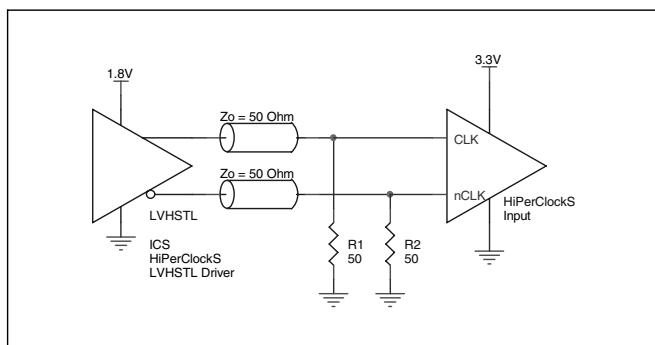 1.8V
3.3V
Zo = 50 Ohm
CLK
Zo = 50 Ohm
nCLK
HiPerClockS
Input
LVHSTL
ICS
HiPerClockS
LVHSTL Driver
R1
50
R2
50